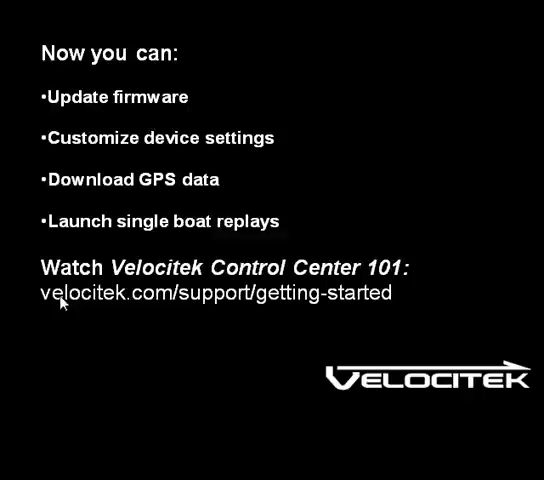 Now you can:
•Update firmware
•Customize device settings
•Download GPS data
•Launch single boat replays
Watch Velocitek Control Center 101:
velocitek.com/support/getting-started
VELOCITEK